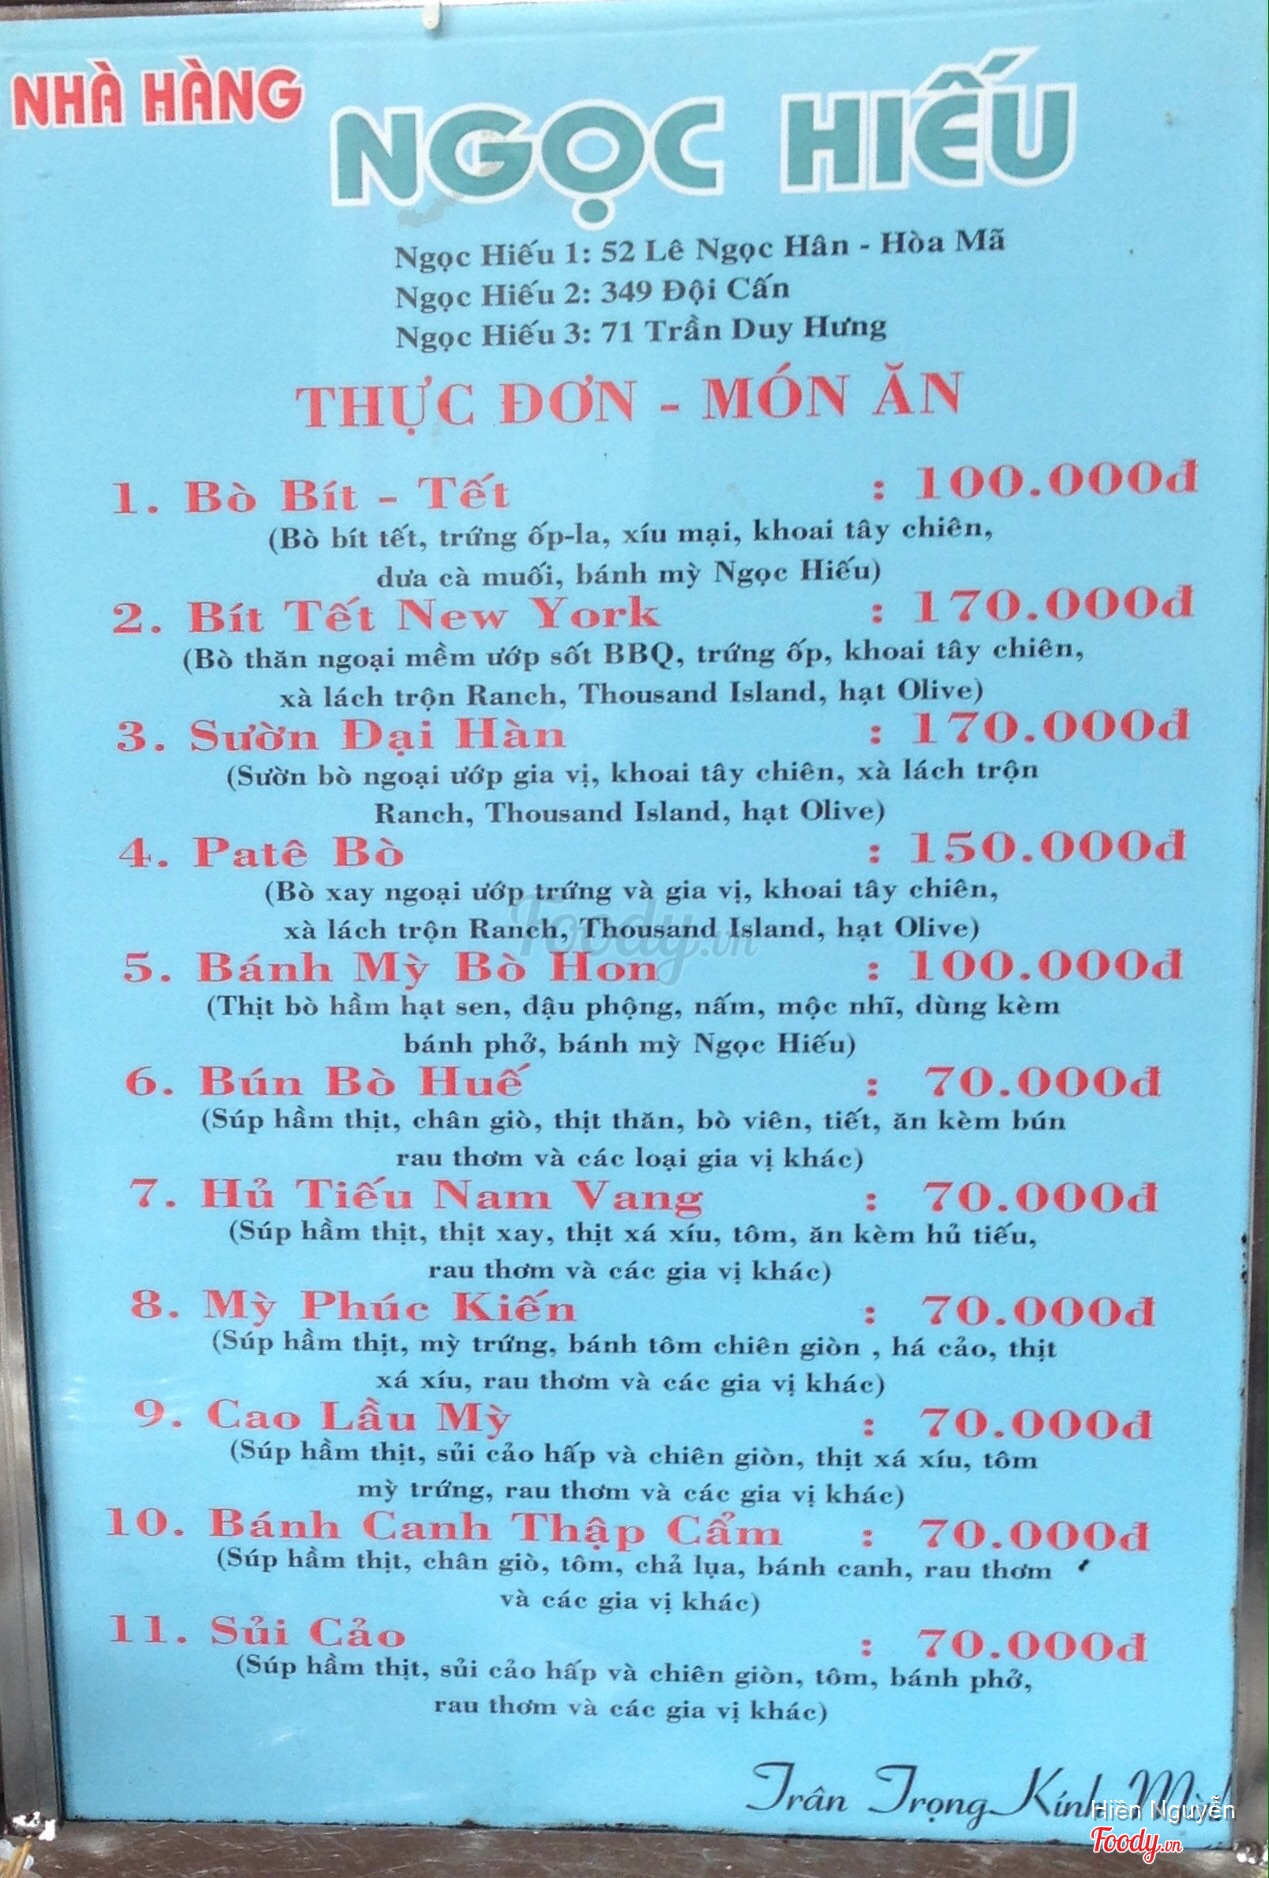 NHÀ HÀNG
NGỌC HIẾU
Ngọc Hiếu 1: 52 Lê Ngọc Hân - Hòa Mã
Ngọc Hiếu 2: 349 Đội Cấn
Ngọc Hiếu 3: 71 Trần Duy Hưng
THỰC ĐƠN - MÓN ĂN
1. Bò Bít - Tết : 100.000đ
(Bò bít tết, trứng ốp-la, xíu mại, khoai tây chiên,
dưa cà muối, bánh mỳ Ngọc Hiếu)
2. Bít Tết New York : 170.000đ
(Bò thăn ngoại mềm ướp sốt BBQ, trứng ốp, khoai tây chiên,
xà lách trộn Ranch, Thousand Island, hạt Olive)
3. Sườn Đại Hàn : 170.000đ
(Sườn bò ngoại ướp gia vị, khoai tây chiên, xà lách trộn
Ranch, Thousand Island, hạt Olive)
4. Patê Bò : 150.000đ
(Bò xay ngoại ướp trứng và gia vị, khoai tây chiên,
xà lách trộn Ranch, Thousand Island, hạt Olive)
Foody.vn
5. Bánh Mỳ Bò Hon : 100.000đ
(Thịt bò hầm hạt sen, đậu phộng, nấm, mộc nhĩ, dùng kèm
bánh phở, bánh mỳ Ngọc Hiếu)
6. Bún Bò Huế : 70.000đ
(Súp hầm thịt, chân giò, thịt thăn, bò viên, tiết, ăn kèm bún
rau thơm và các loại gia vị khác)
7. Hủ Tiếu Nam Vang : 70.000đ
(Súp hầm thịt, thịt xay, thịt xá xíu, tôm, ăn kèm hủ tiếu,
rau thơm và các gia vị khác)
8. Mỳ Phúc Kiến : 70.000đ
(Súp hầm thịt, mỳ trứng, bánh tôm chiên giòn , há cảo, thịt
xá xíu, rau thơm và các gia vị khác)
9. Cao Lầu Mỳ : 70.000đ
(Súp hầm thịt, sủi cảo hấp và chiên giòn, thịt xá xíu, tôm
mỳ trứng, rau thơm và các gia vị khác)
10. Bánh Canh Thập Cẩm : 70.000đ
(Súp hầm thịt, chân giò, tôm, chả lụa, bánh canh, rau thơm
và các gia vị khác)
11. Sủi Cảo : 70.000đ
(Súp hầm thịt, sủi cảo hấp và chiên giòn, tôm, bánh phở,
rau thơm và các gia vị khác)
Trân Trọng Kính Mời
Hiền Nguyễn
Foody.vn